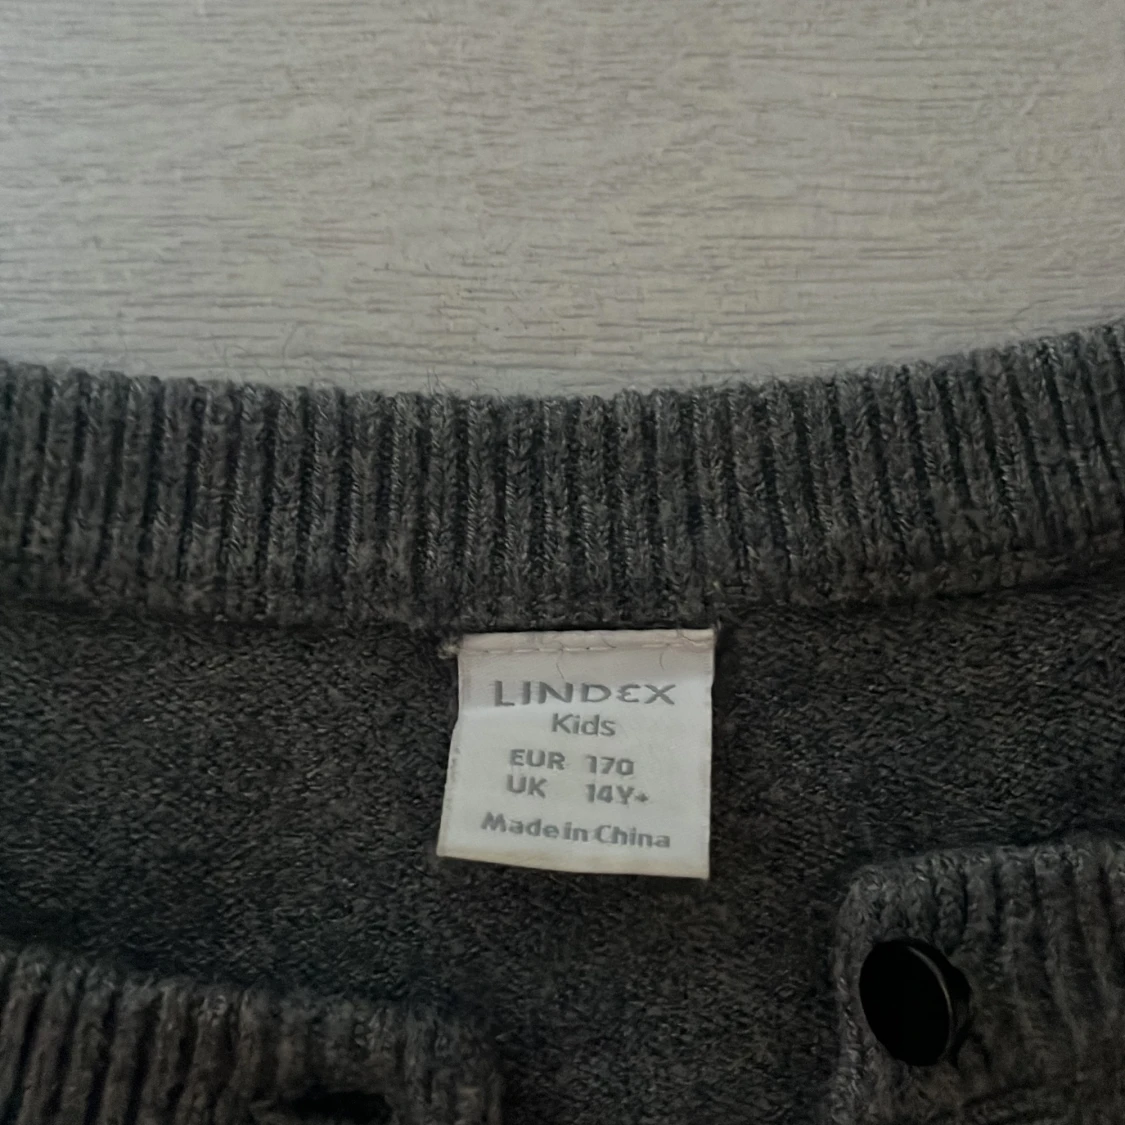 LINDEX
Kids
EUR 170
UK 14Y+
Made in China